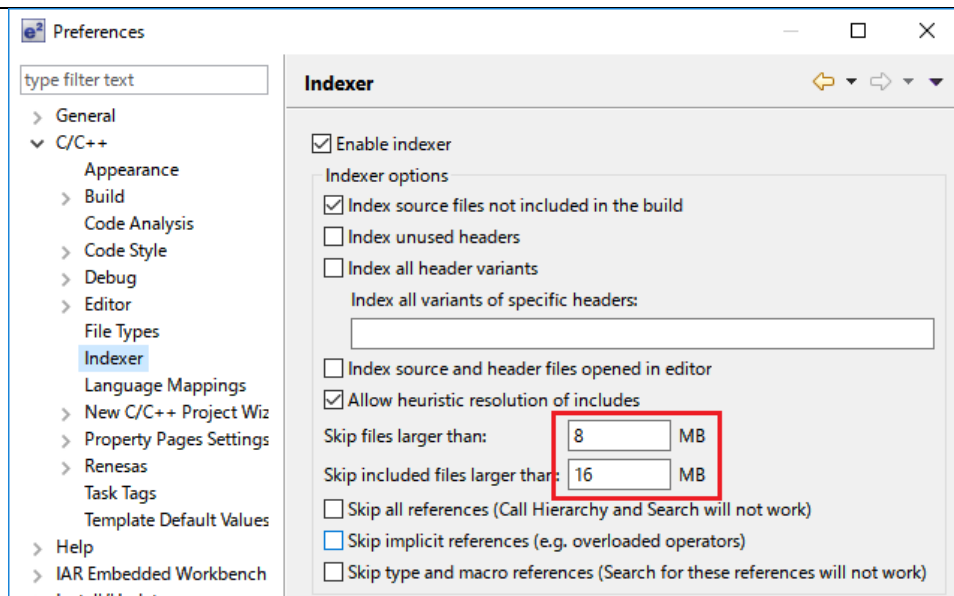 e² Preferences
type filter text
Indexer
General
C/C++
Appearance
Build
Code Analysis
Code Style
Debug
Editor
File Types
Indexer
Language Mappings
New C/C++ Project Wiz
Property Pages Settings
Renesas
Task Tags
Template Default Values
Help
IAR Embedded Workbench
Enable indexer
Indexer options
Index source files not included in the build
Index unused headers
Index all header variants
Index all variants of specific headers:
Index source and header files opened in editor
Allow heuristic resolution of includes
Skip files larger than: 8 MB
Skip included files larger than: 16 MB
Skip all references (Call Hierarchy and Search will not work)
Skip implicit references (e.g. overloaded operators)
Skip type and macro references (Search for these references will not work)